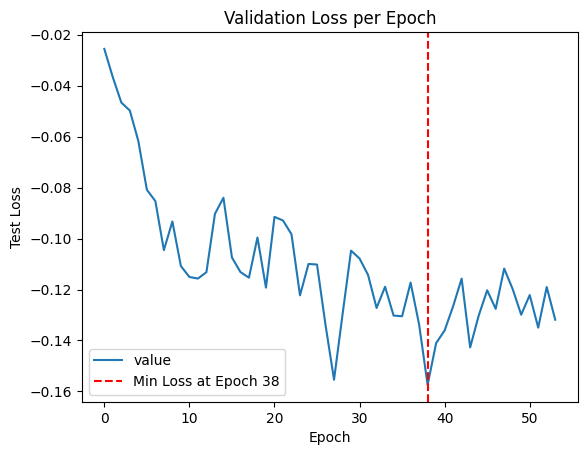 Validation Loss per Epoch
Test Loss
−0.02
−0.04
−0.06
−0.08
−0.10
−0.12
−0.14
−0.16
value
Min Loss at Epoch 38
0 10 20 30 40 50
Epoch